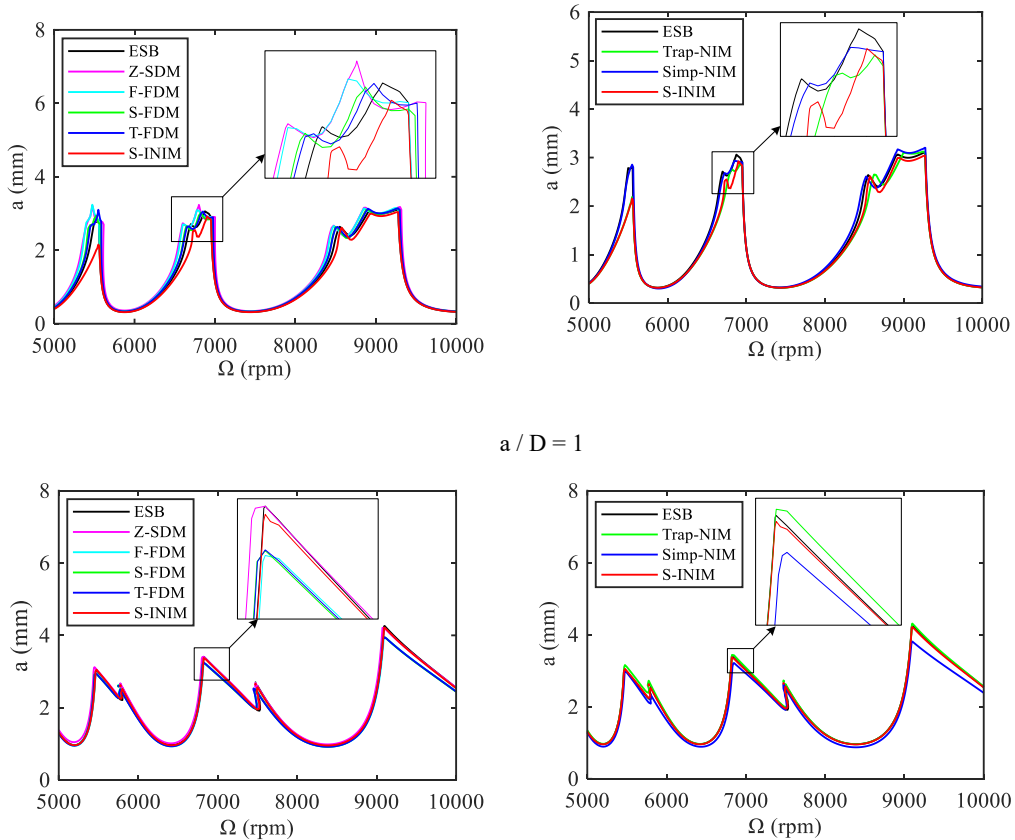 8
6
4
2
0
a (mm)
ESB
Z-SDM
F-FDM
S-FDM
T-FDM
S-INIM
5000 6000 7000 8000 9000 10000
Ω (rpm)
6
5
4
3
2
1
0
a (mm)
ESB
Trap-NIM
Simp-NIM
S-INIM
5000 6000 7000 8000 9000 10000
Ω (rpm)
a / D = 1
8
6
4
2
0
a (mm)
ESB
Z-SDM
F-FDM
S-FDM
T-FDM
S-INIM
5000 6000 7000 8000 9000 10000
Ω (rpm)
8
6
4
2
0
a (mm)
ESB
Trap-NIM
Simp-NIM
S-INIM
5000 6000 7000 8000 9000 10000
Ω (rpm)